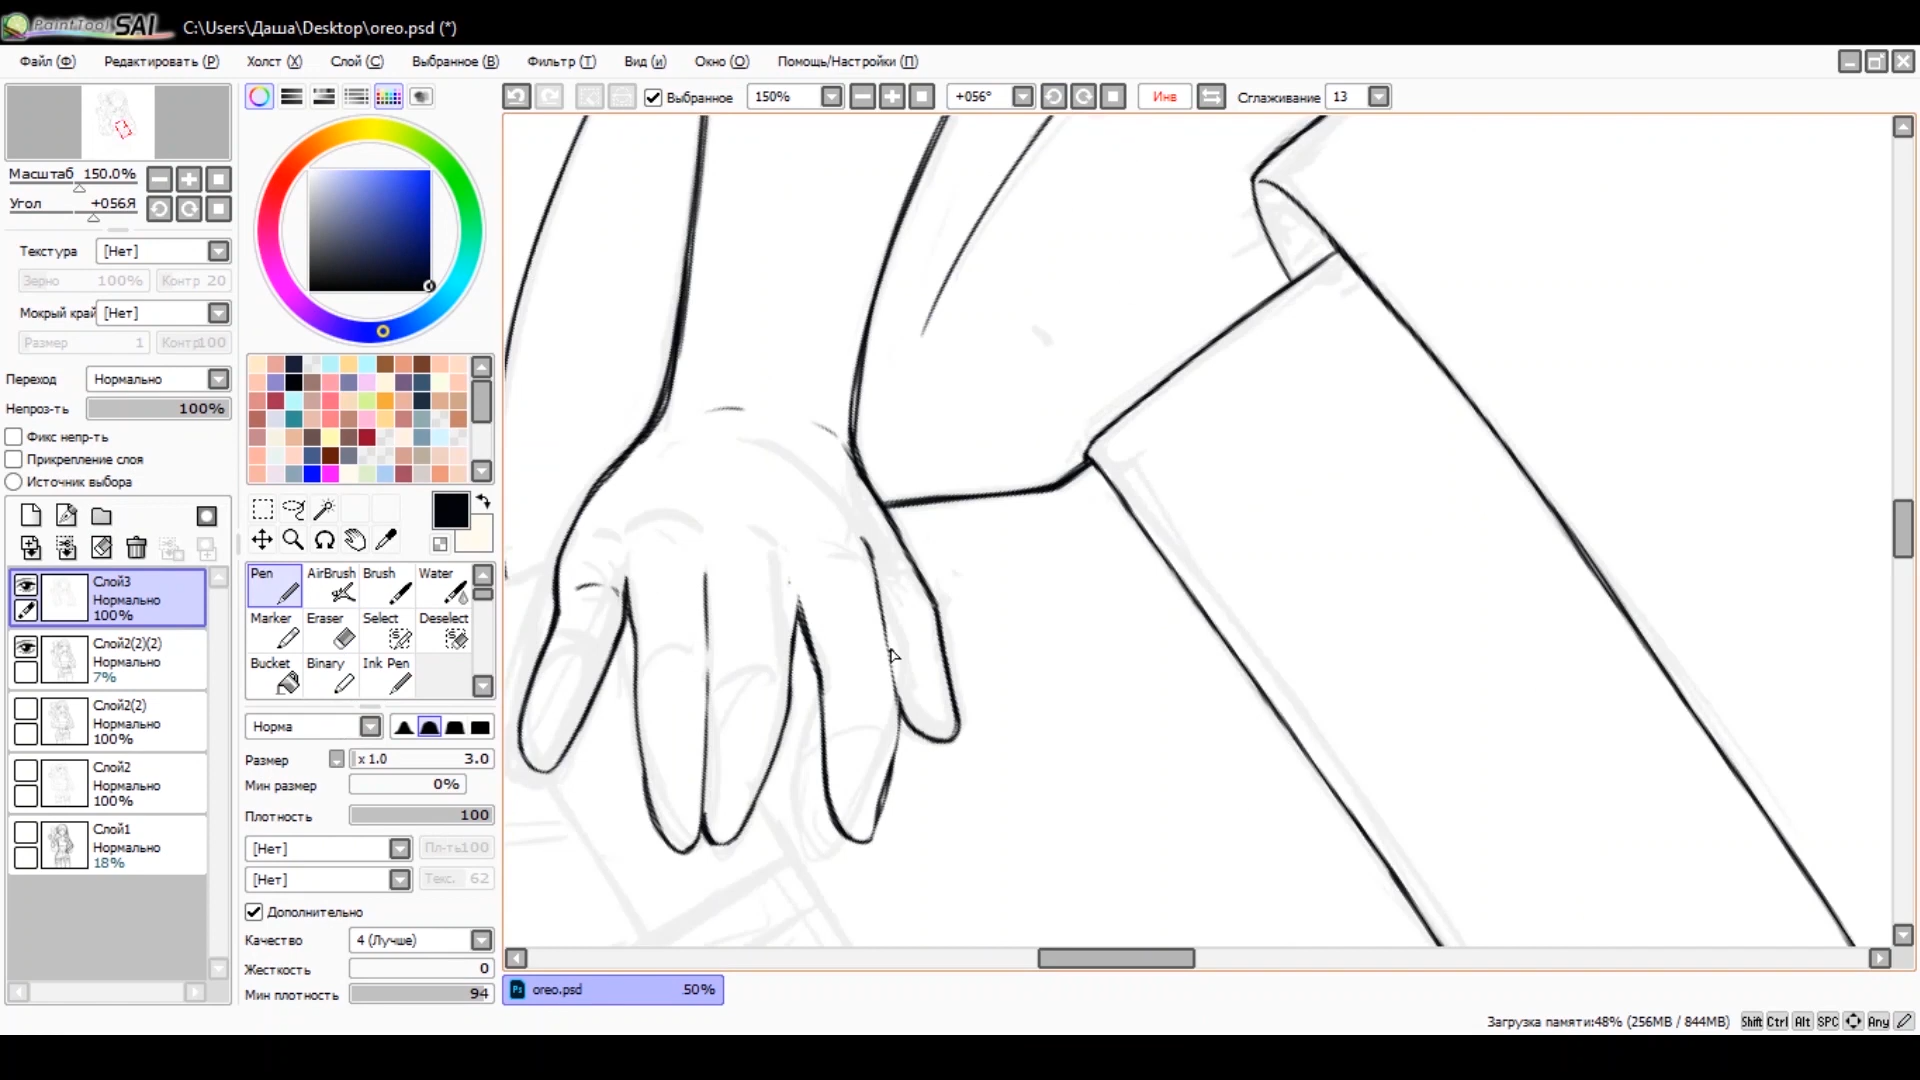 PaintTool SAI C:\Users\Даша\Desktop\oreo.psd (*)
Файл (Ф) Редактировать (Р) Холст (X) Слой (С) Выбранное (В) Фильтр (Т) Вид (и) Окно (О) Помощь/Настройки (П)
Выбранное 150% +056° Инв Сглаживание 13
Масштаб 150.0%
Угол +056Я
Текстура [Нет]
Зерно 100% Контр 20
Мокрый край [Нет]
Размер 1 Контр100
Переход Нормально
Непроз-ть 100%
Фикс непр-ть
Прикрепление слоя
Источник выбора
Слой3
Нормально
100%
Слой2(2)(2)
Нормально
7%
Слой2(2)
Нормально
100%
Слой2
Нормально
100%
Слой1
Нормально
18%
Pen AirBrush Brush Water
Marker Eraser Select Deselect
Bucket Binary Ink Pen
Норма
Размер x 1.0 3.0
Мин размер 0%
Плотность 100
[Нет] Пл-ть100
[Нет] Текс. 62
Дополнительно
Качество 4 (Лучше)
Жесткость 0
Мин плотность 94
Ps oreo.psd 50%
Загрузка памяти:48% (256MB / 844MB) Shift Ctrl Alt SPC Any